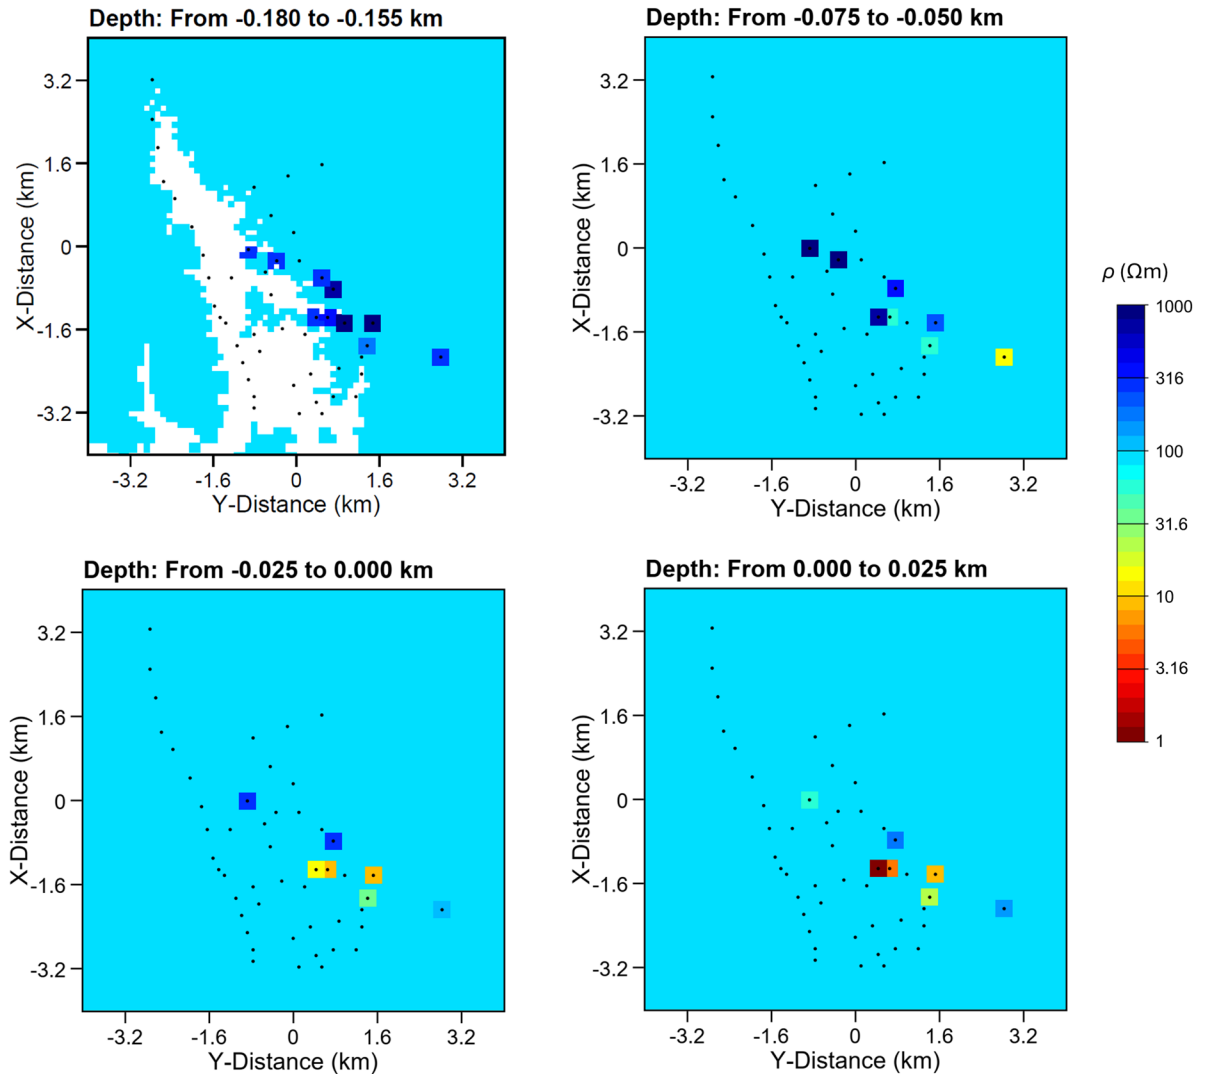 Depth: From -0.180 to -0.155 km
3.2
1.6
0
-1.6
-3.2
X-Distance (km)
-3.2 -1.6 0 1.6 3.2
Y-Distance (km)
Depth: From -0.075 to -0.050 km
3.2
1.6
0
-1.6
-3.2
X-Distance (km)
-3.2 -1.6 0 1.6 3.2
Y-Distance (km)
ρ (Ωm)
1000
316
100
31.6
10
3.16
1
Depth: From -0.025 to 0.000 km
3.2
1.6
0
-1.6
-3.2
X-Distance (km)
-3.2 -1.6 0 1.6 3.2
Y-Distance (km)
Depth: From 0.000 to 0.025 km
3.2
1.6
0
-1.6
-3.2
X-Distance (km)
-3.2 -1.6 0 1.6 3.2
Y-Distance (km)